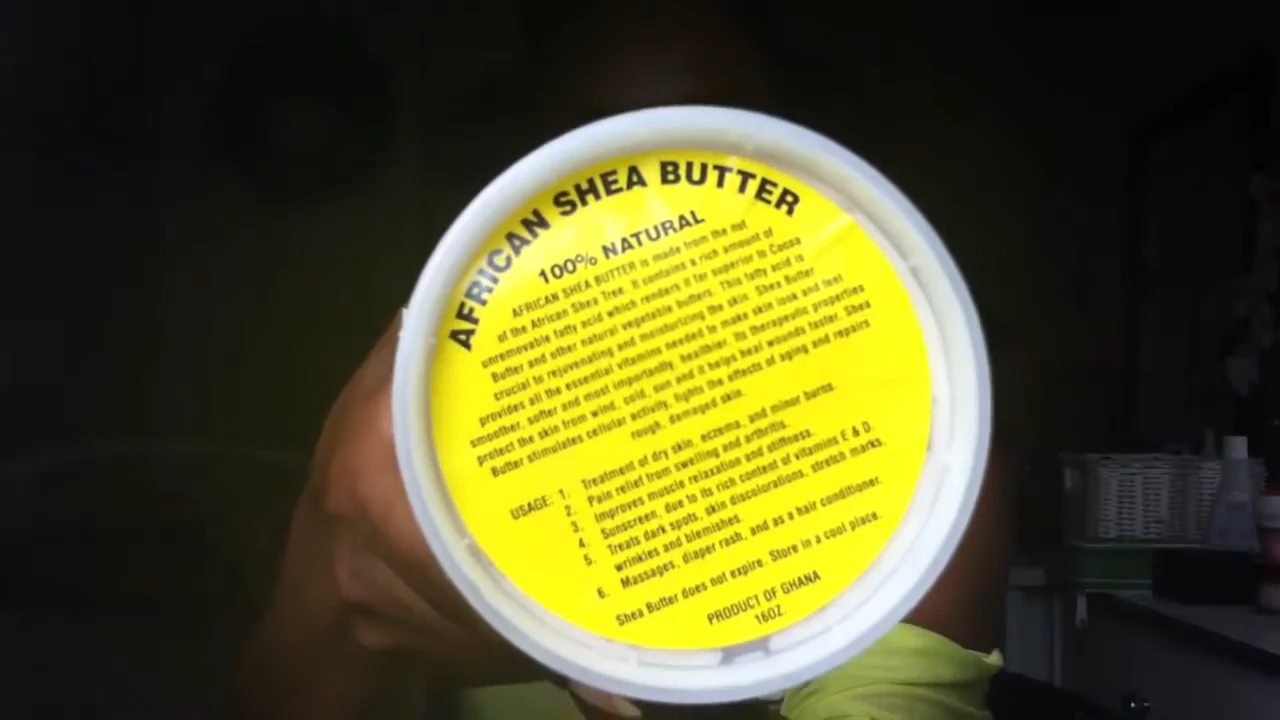 AFRICAN SHEA BUTTER
100% NATURAL
AFRICAN SHEA BUTTER is made from the nut
of the African Shea Tree. It contains a rich amount of
unremovable fatty acid which renders it far superior to Cocoa
Butter and other natural vegetable butters. This fatty acid is
crucial to rejuvenating and moisturizing the skin. Shea Butter
provides all the essential vitamins needed to make skin look and feel
smoother, softer and most importantly, healthier. Its therapeutic properties
protect the skin from wind, cold, sun and it helps heal wounds faster. Shea
Butter stimulates cellular activity, fights the effects of aging and repairs
rough, damaged skin.
USAGE: 1. Treatment of dry skin, eczema, and minor burns.
2. Pain relief from swelling and arthritis.
3. Improves muscle relaxation and stiffness.
4. Sunscreen, due to its rich content of vitamins E & D.
5. Treats dark spots, skin discolorations, stretch marks,
wrinkles and blemishes.
6. Massages, diaper rash, and as a hair conditioner.
Shea Butter does not expire. Store in a cool place.
PRODUCT OF GHANA
16OZ.